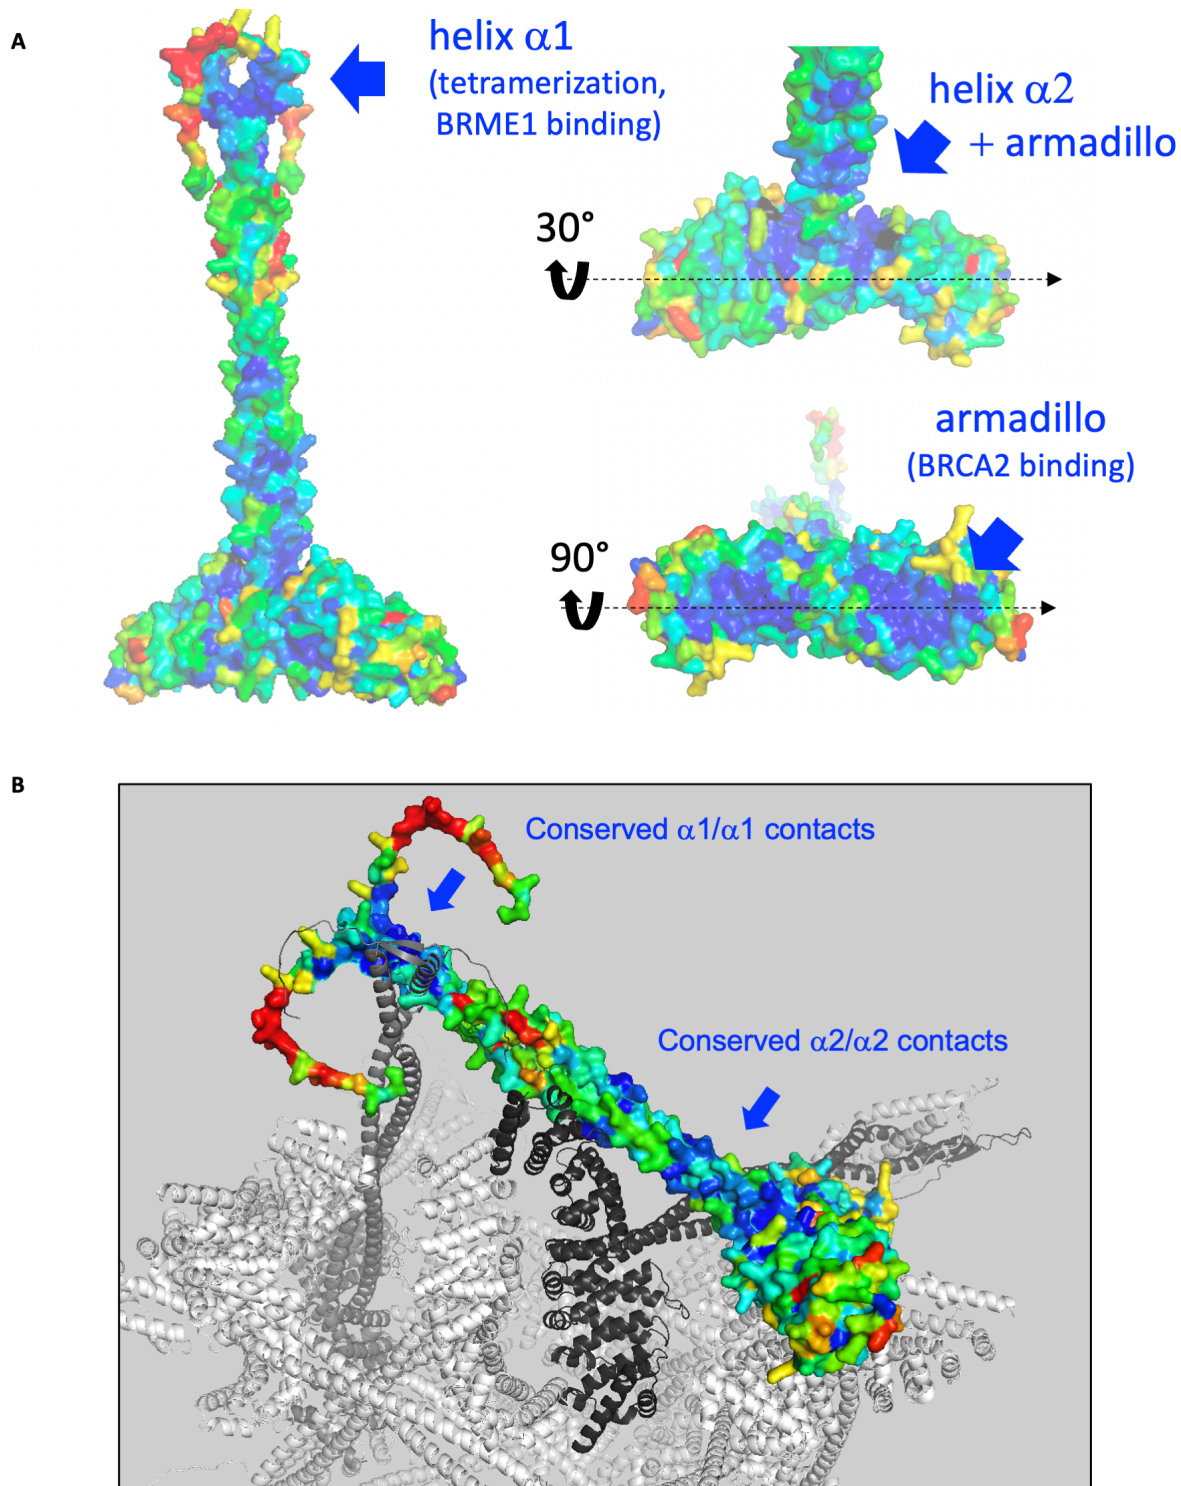 A
helix α1
(tetramerization,
BRME1 binding)
helix α2
+ armadillo
30°
armadillo
(BRCA2 binding)
90°
B
Conserved α1/α1 contacts
Conserved α2/α2 contacts